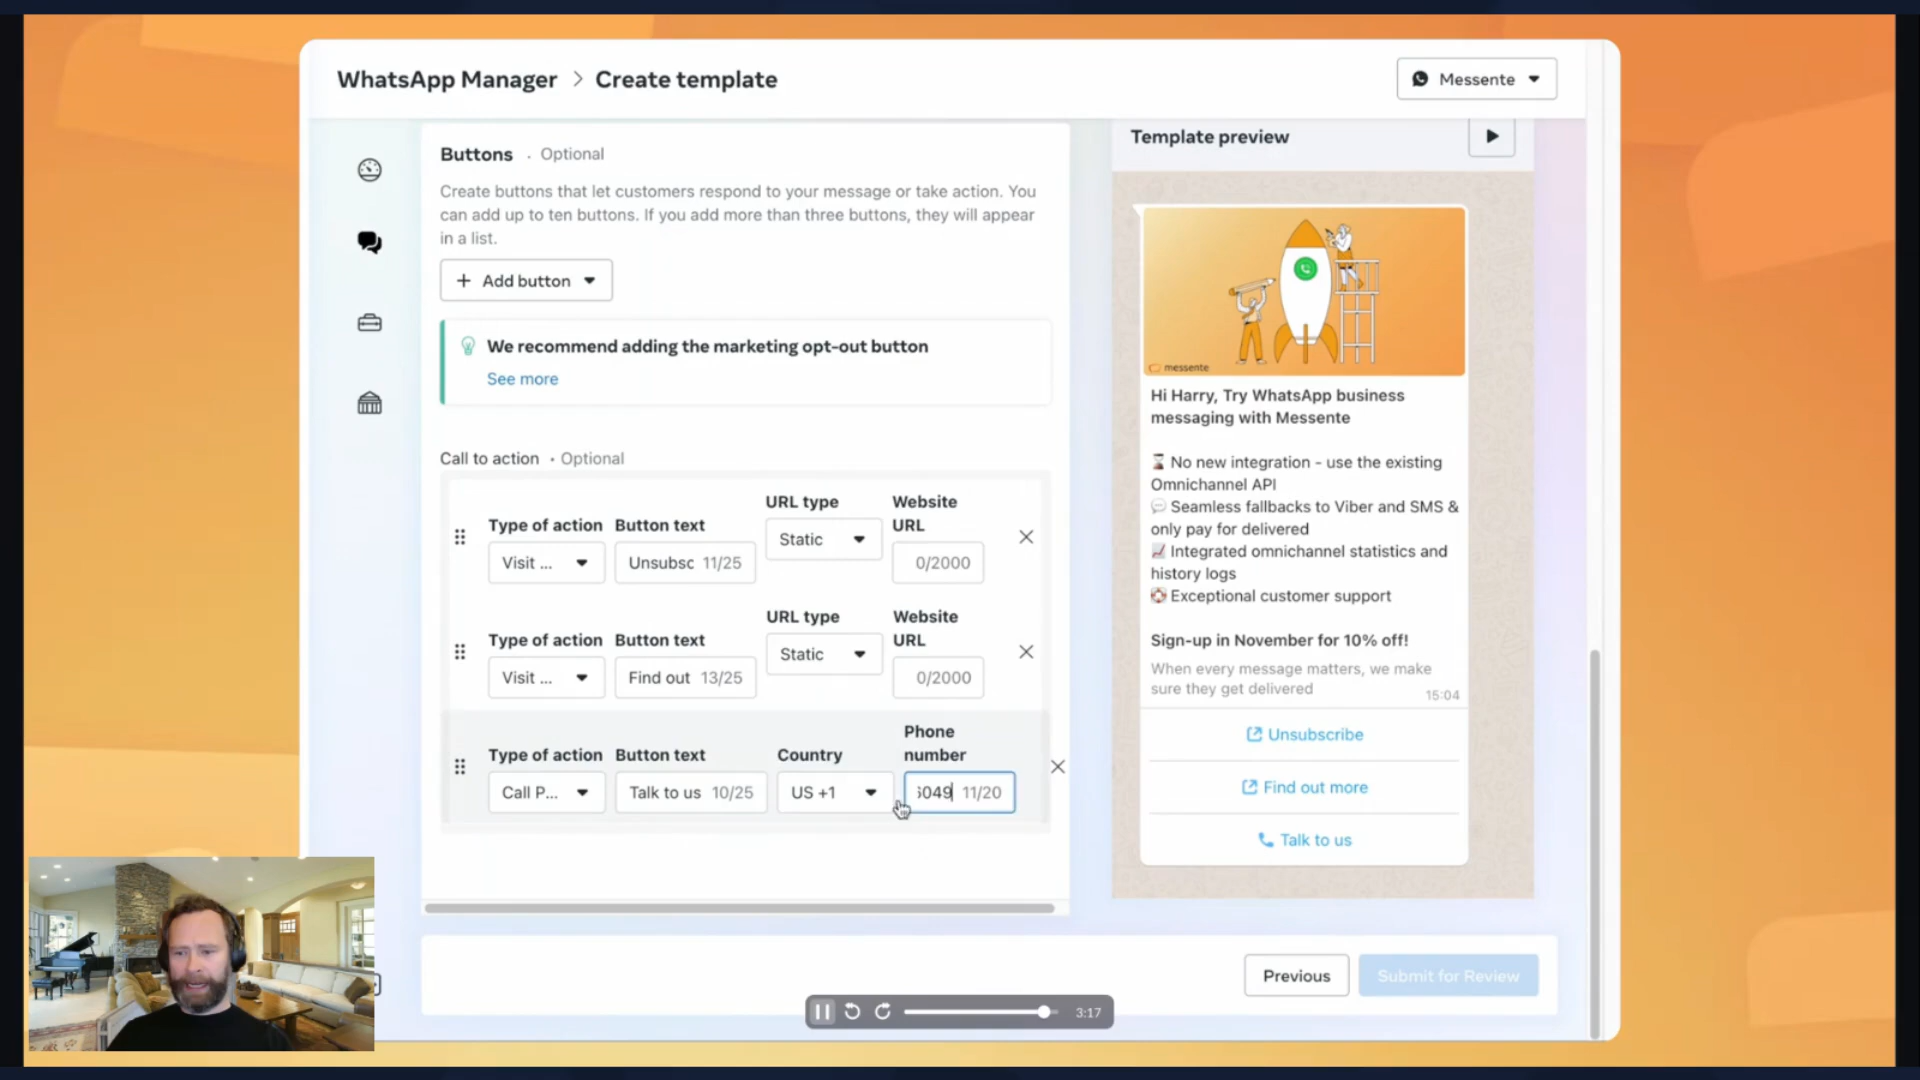 WhatsApp Manager > Create template
Messente
Buttons . Optional
Create buttons that let customers respond to your message or take action. You
can add up to ten buttons. If you add more than three buttons, they will appear
in a list.
+ Add button
We recommend adding the marketing opt-out button
See more
Call to action • Optional
Type of action
Button text
URL type
Website
URL
Visit ...
Unsubsc 11/25
Static
0/2000
Type of action
Button text
URL type
Website
URL
Visit ...
Find out 13/25
Static
0/2000
Type of action
Button text
Country
Phone
number
Call P...
Talk to us 10/25
US +1
6049 11/20
Template preview
messente
Hi Harry, Try WhatsApp business
messaging with Messente
⌛ No new integration - use the existing
Omnichannel API
💬 Seamless fallbacks to Viber and SMS &
only pay for delivered
📈 Integrated omnichannel statistics and
history logs
🛟 Exceptional customer support
Sign-up in November for 10% off!
When every message matters, we make
sure they get delivered
15:04
Unsubscribe
Find out more
Talk to us
Previous
Submit for Review
3:17